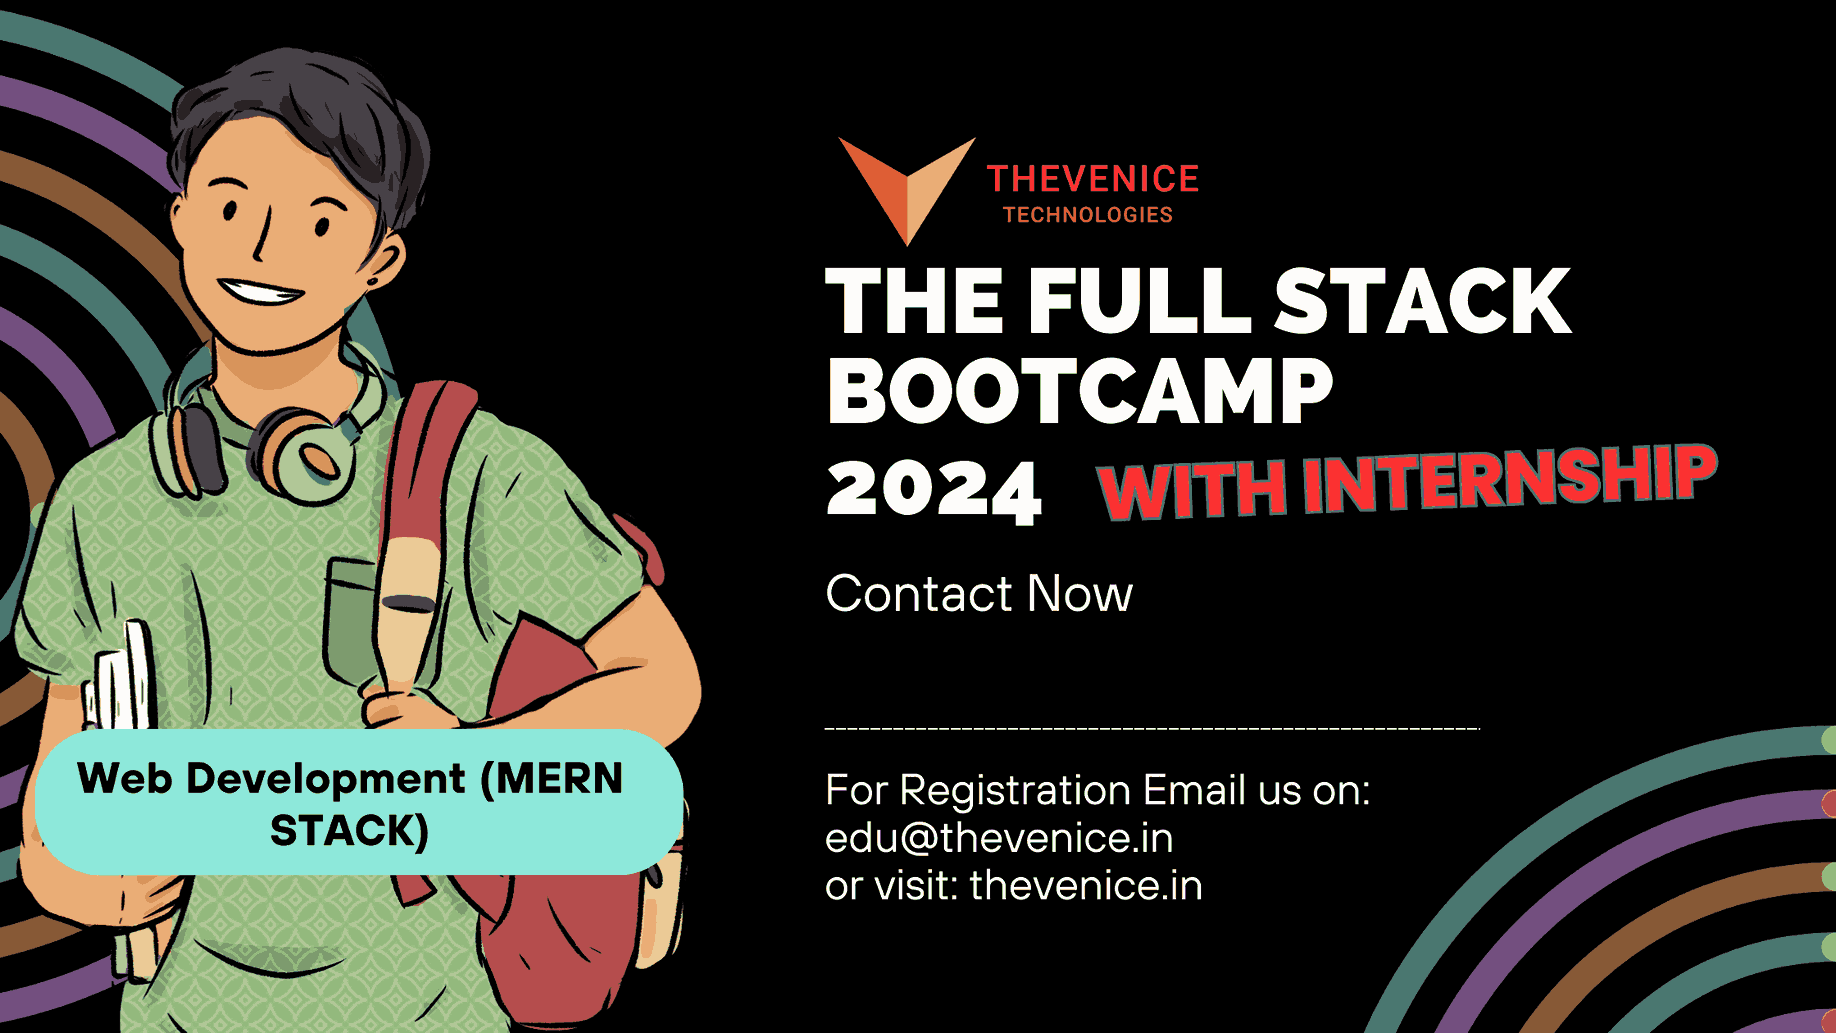 THEVENICE
TECHNOLOGIES
THE FULL STACK
BOOTCAMP
2024 WITH INTERNSHIP
Contact Now
For Registration Email us on:
edu@thevenice.in
or visit: thevenice.in
Web Development (MERN
STACK)